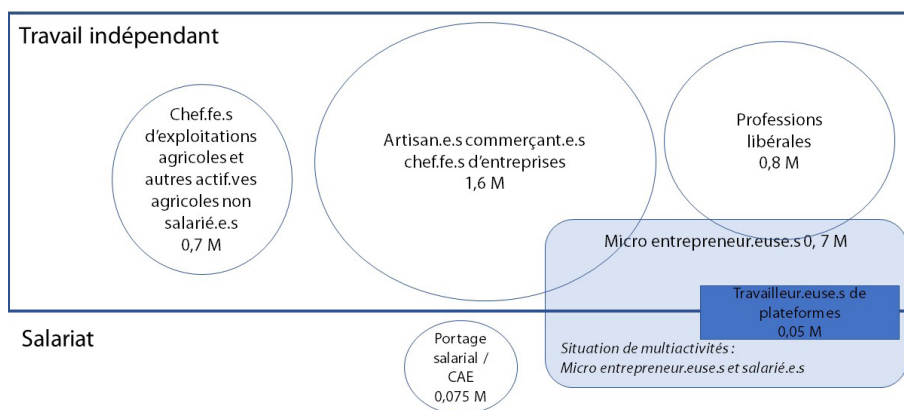 Travail indépendant
Chef.fe.s
d'exploitations
agricoles et
autres actif.ves
agricoles non
salarié.e.s
0,7 M
Artisan.e.s commerçant.e.s
chef.fe.s d'entreprises
1,6 M
Professions
libérales
0,8 M
Micro entrepreneur.euse.s 0, 7 M
Travailleur.euse.s de
plateformes
0,05 M
Salariat
Portage
salarial /
CAE
0,075 M
Situation de multiactivités :
Micro entrepreneur.euse.s et salarié.e.s